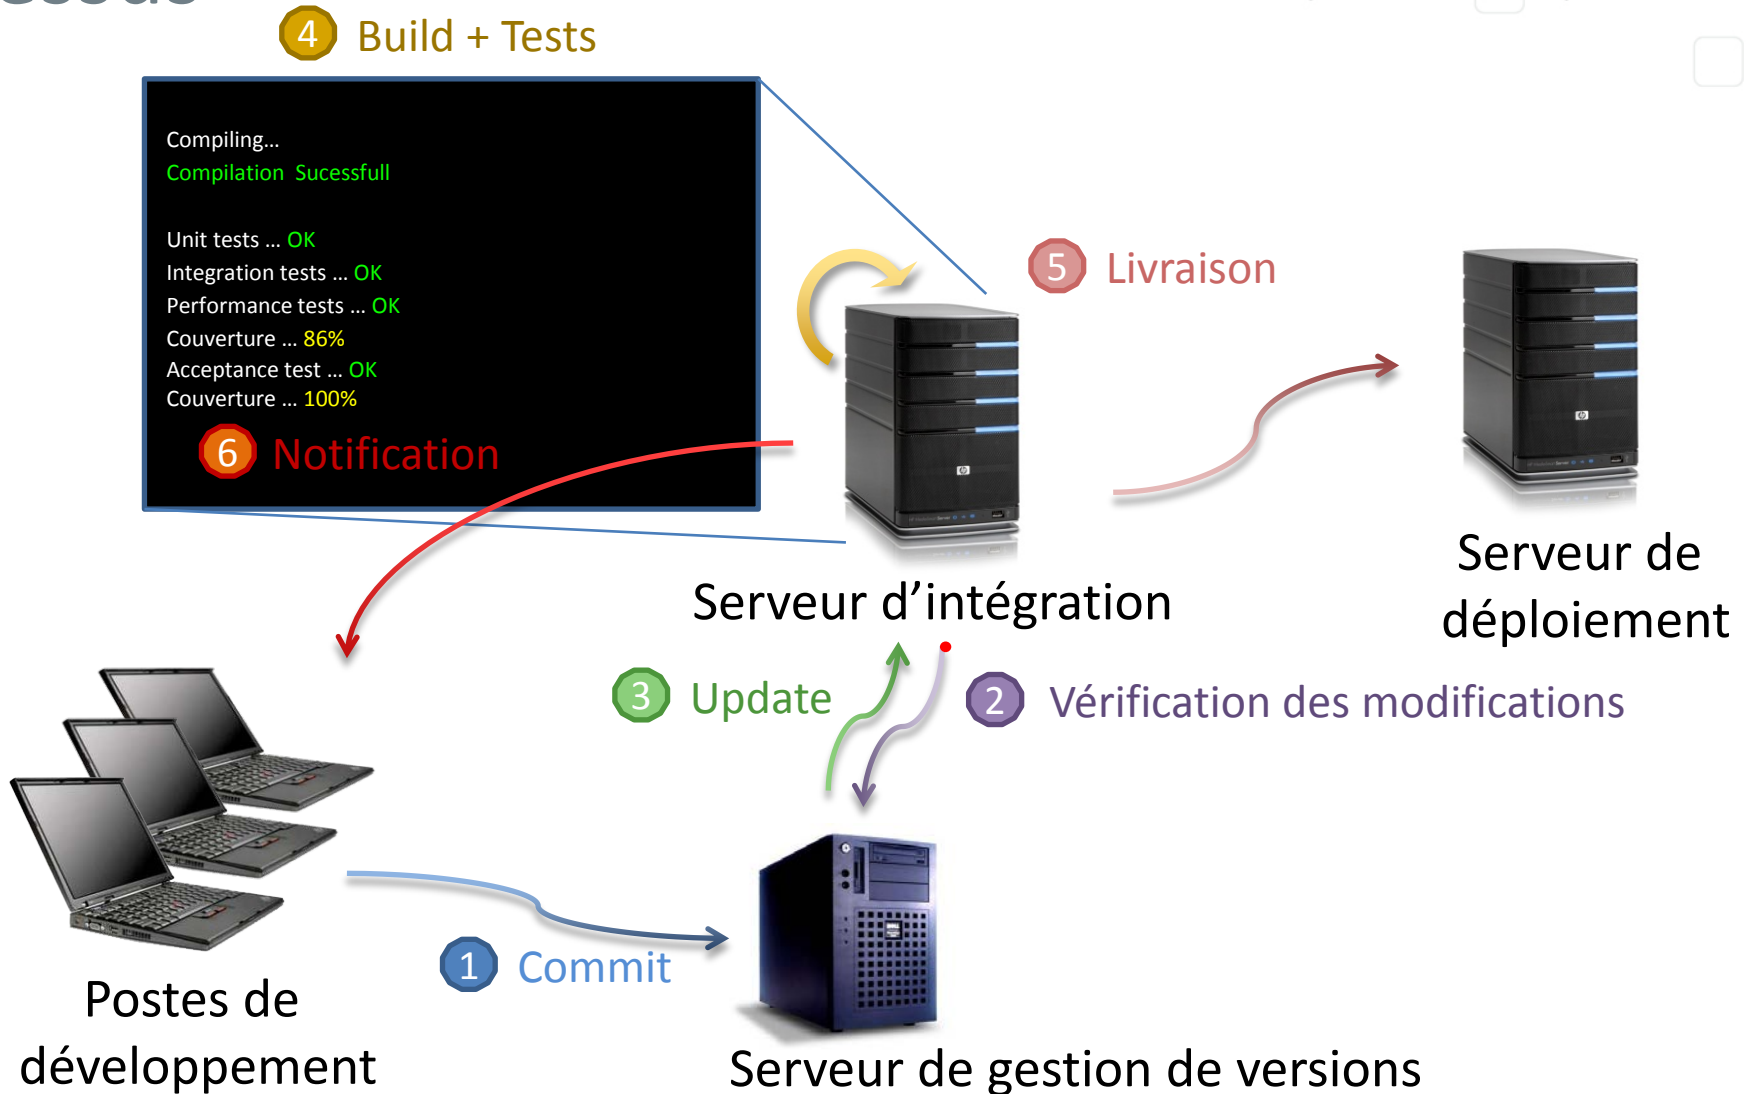 4 Build + Tests
Compiling...
Compilation Sucessfull
Unit tests ... OK
Integration tests ... OK
Performance tests ... OK
Couverture ... 86%
Acceptance test ... OK
Couverture ... 100%
6 Notification
5 Livraison
Serveur d’intégration
Serveur de
déploiement
3 Update
2 Vérification des modifications
1 Commit
Postes de
développement
Serveur de gestion de versions